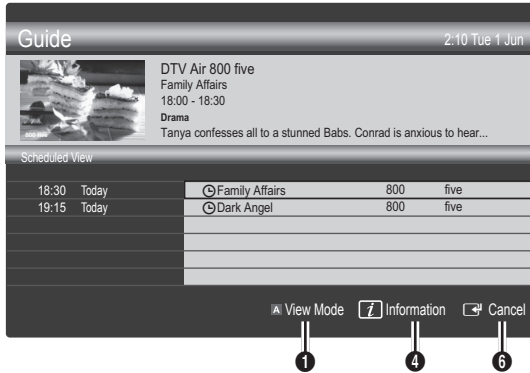 Guide
2:10 Tue 1 Jun
DTV Air 800 five
Family Affairs
18:00 - 18:30
Drama
Tanya confesses all to a stunned Babs. Conrad is anxious to hear...
800 five
Scheduled View
18:30 Today Family Affairs 800 five
19:15 Today Dark Angel 800 five
A View Mode i Information Cancel
1 4 6